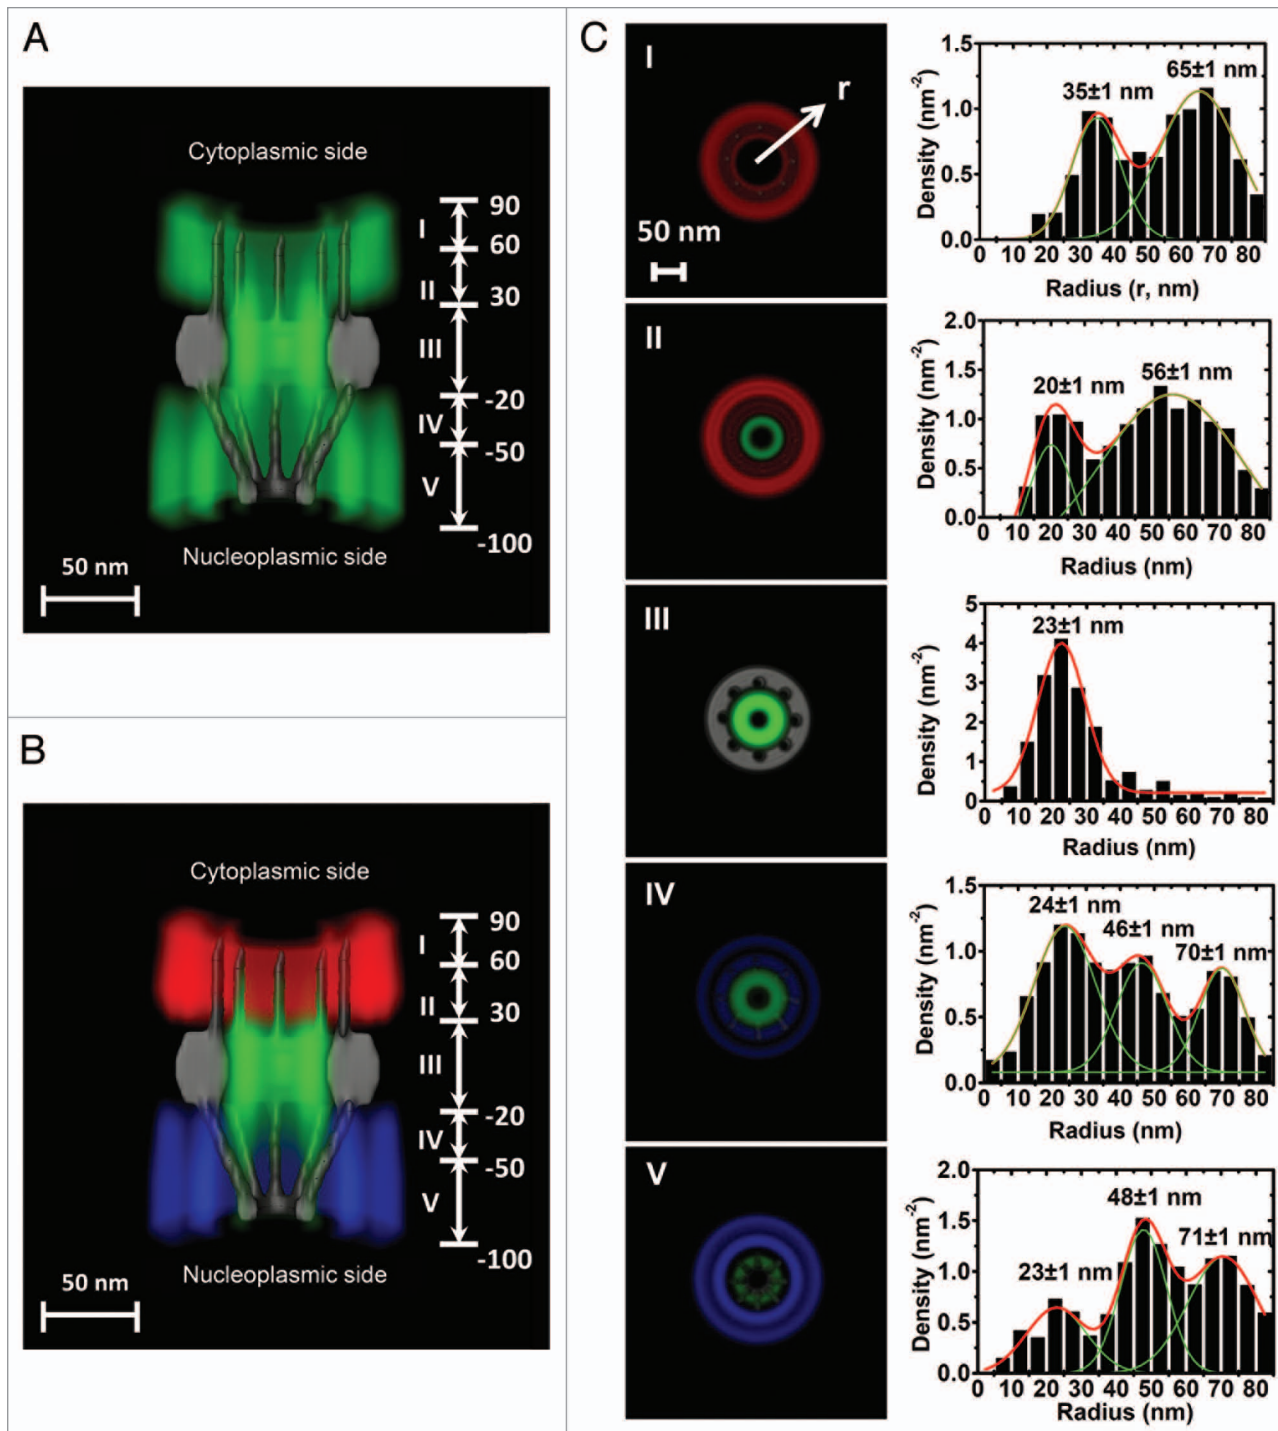 A
Cytoplasmic side
I
II
III
IV
V
90
60
30
-20
-50
-100
Nucleoplasmic side
50 nm
B
Cytoplasmic side
I
II
III
IV
V
90
60
30
-20
-50
-100
Nucleoplasmic side
50 nm
C
I
r
50 nm
35±1 nm
65±1 nm
Density (nm-2)
1.5
1.0
0.5
0.0
0 10 20 30 40 50 60 70 80
Radius (r, nm)
II
20±1 nm
56±1 nm
Density (nm-2)
2.0
1.5
1.0
0.5
0.0
0 10 20 30 40 50 60 70 80
Radius (nm)
III
23±1 nm
Density (nm-2)
5
4
3
2
1
0
0 10 20 30 40 50 60 70 80
Radius (nm)
IV
24±1 nm
46±1 nm
70±1 nm
Density (nm-2)
1.5
1.0
0.5
0.0
0 10 20 30 40 50 60 70 80
Radius (nm)
V
23±1 nm
48±1 nm
71±1 nm
Density (nm-2)
2.0
1.5
1.0
0.5
0.0
0 10 20 30 40 50 60 70 80
Radius (nm)